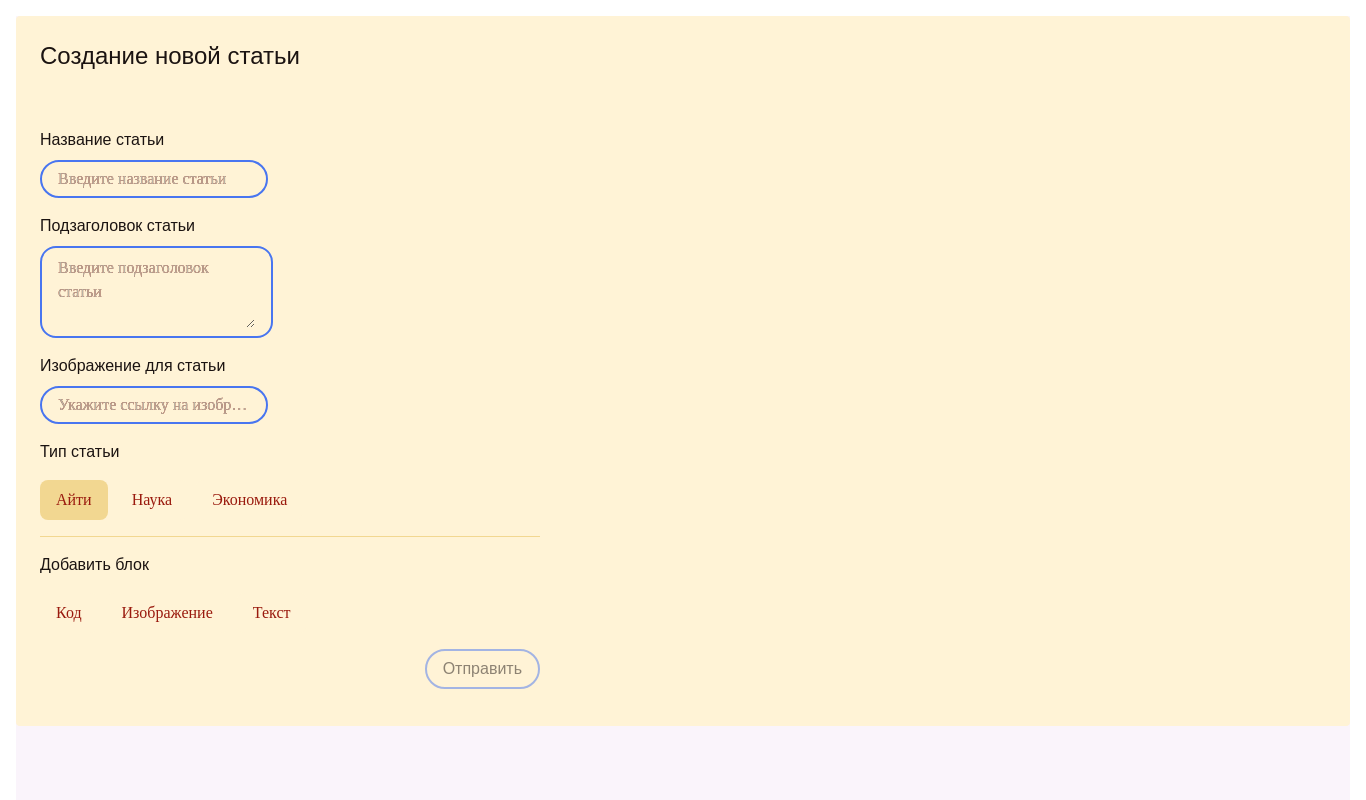 Создание новой статьи
Название статьи
Введите название статьи
Подзаголовок статьи
Введите подзаголовок
статьи
Изображение для статьи
Укажите ссылку на изобр…
Тип статьи
Айти Наука Экономика
Добавить блок
Код Изображение Текст
Отправить